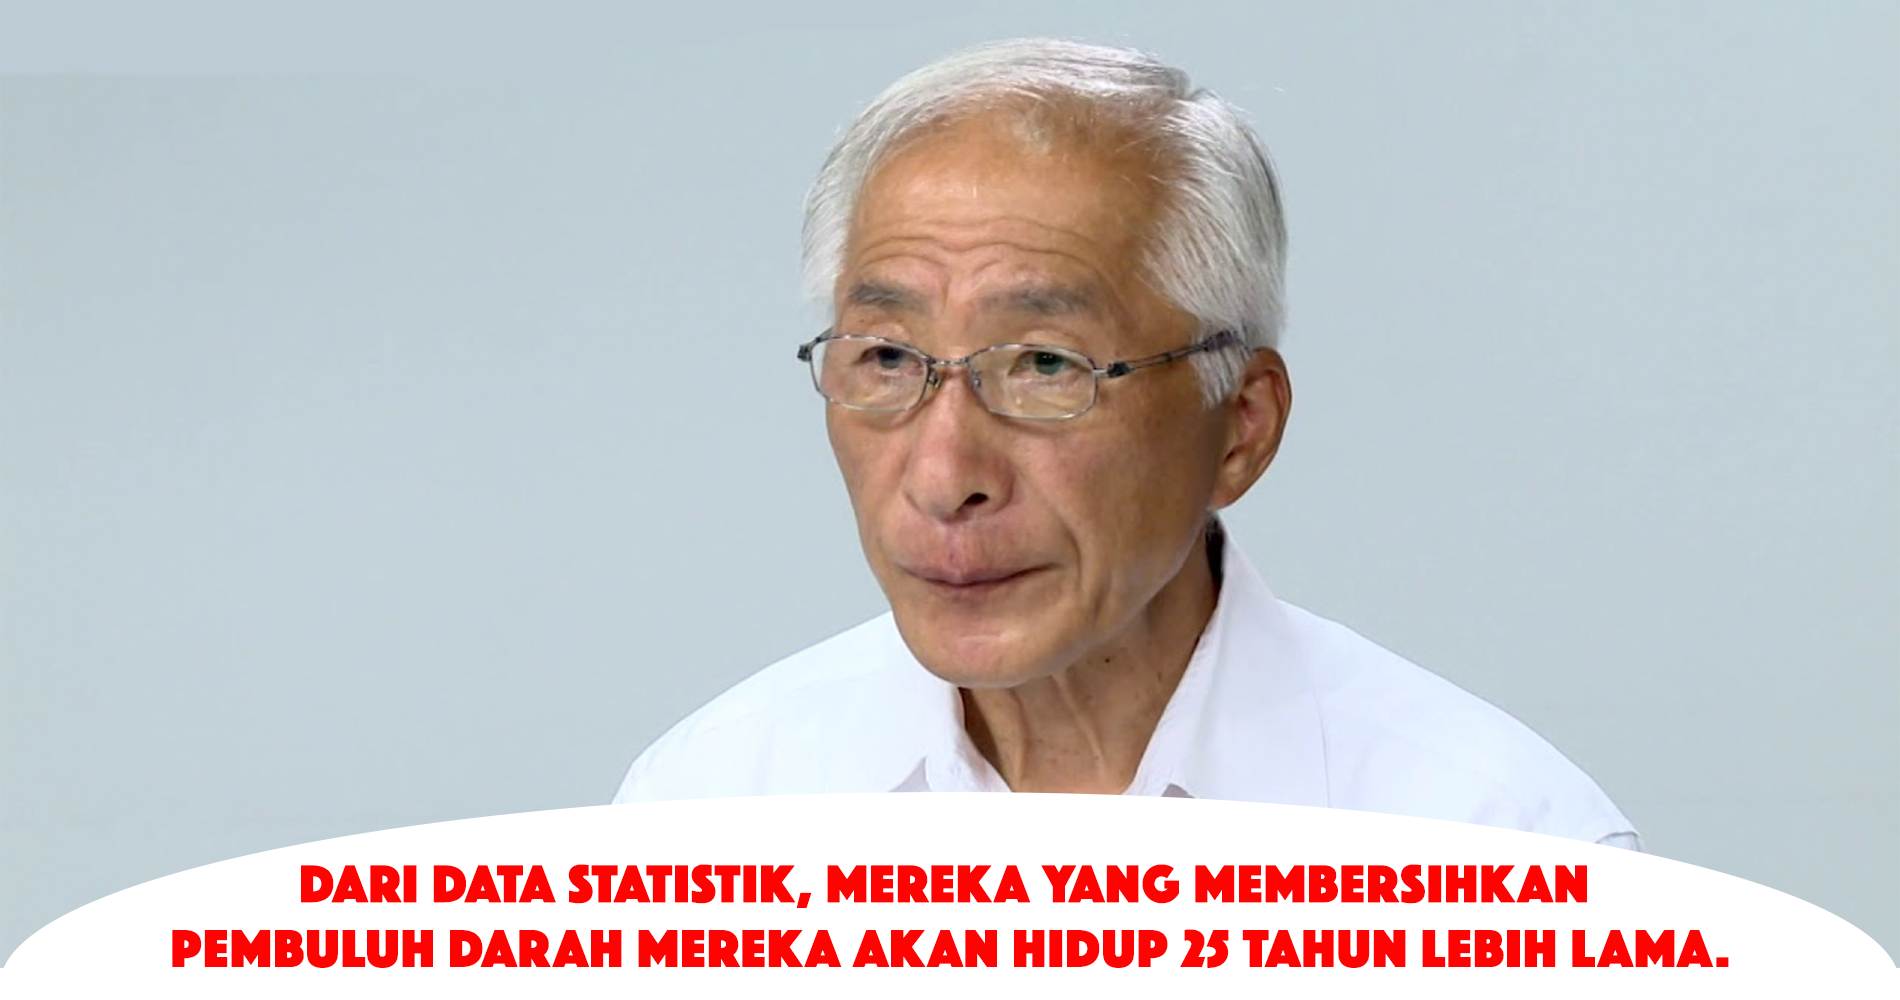 DARI DATA STATISTIK, MEREKA YANG MEMBERSIHKAN
PEMBULUH DARAH MEREKA AKAN HIDUP 25 TAHUN LEBIH LAMA.